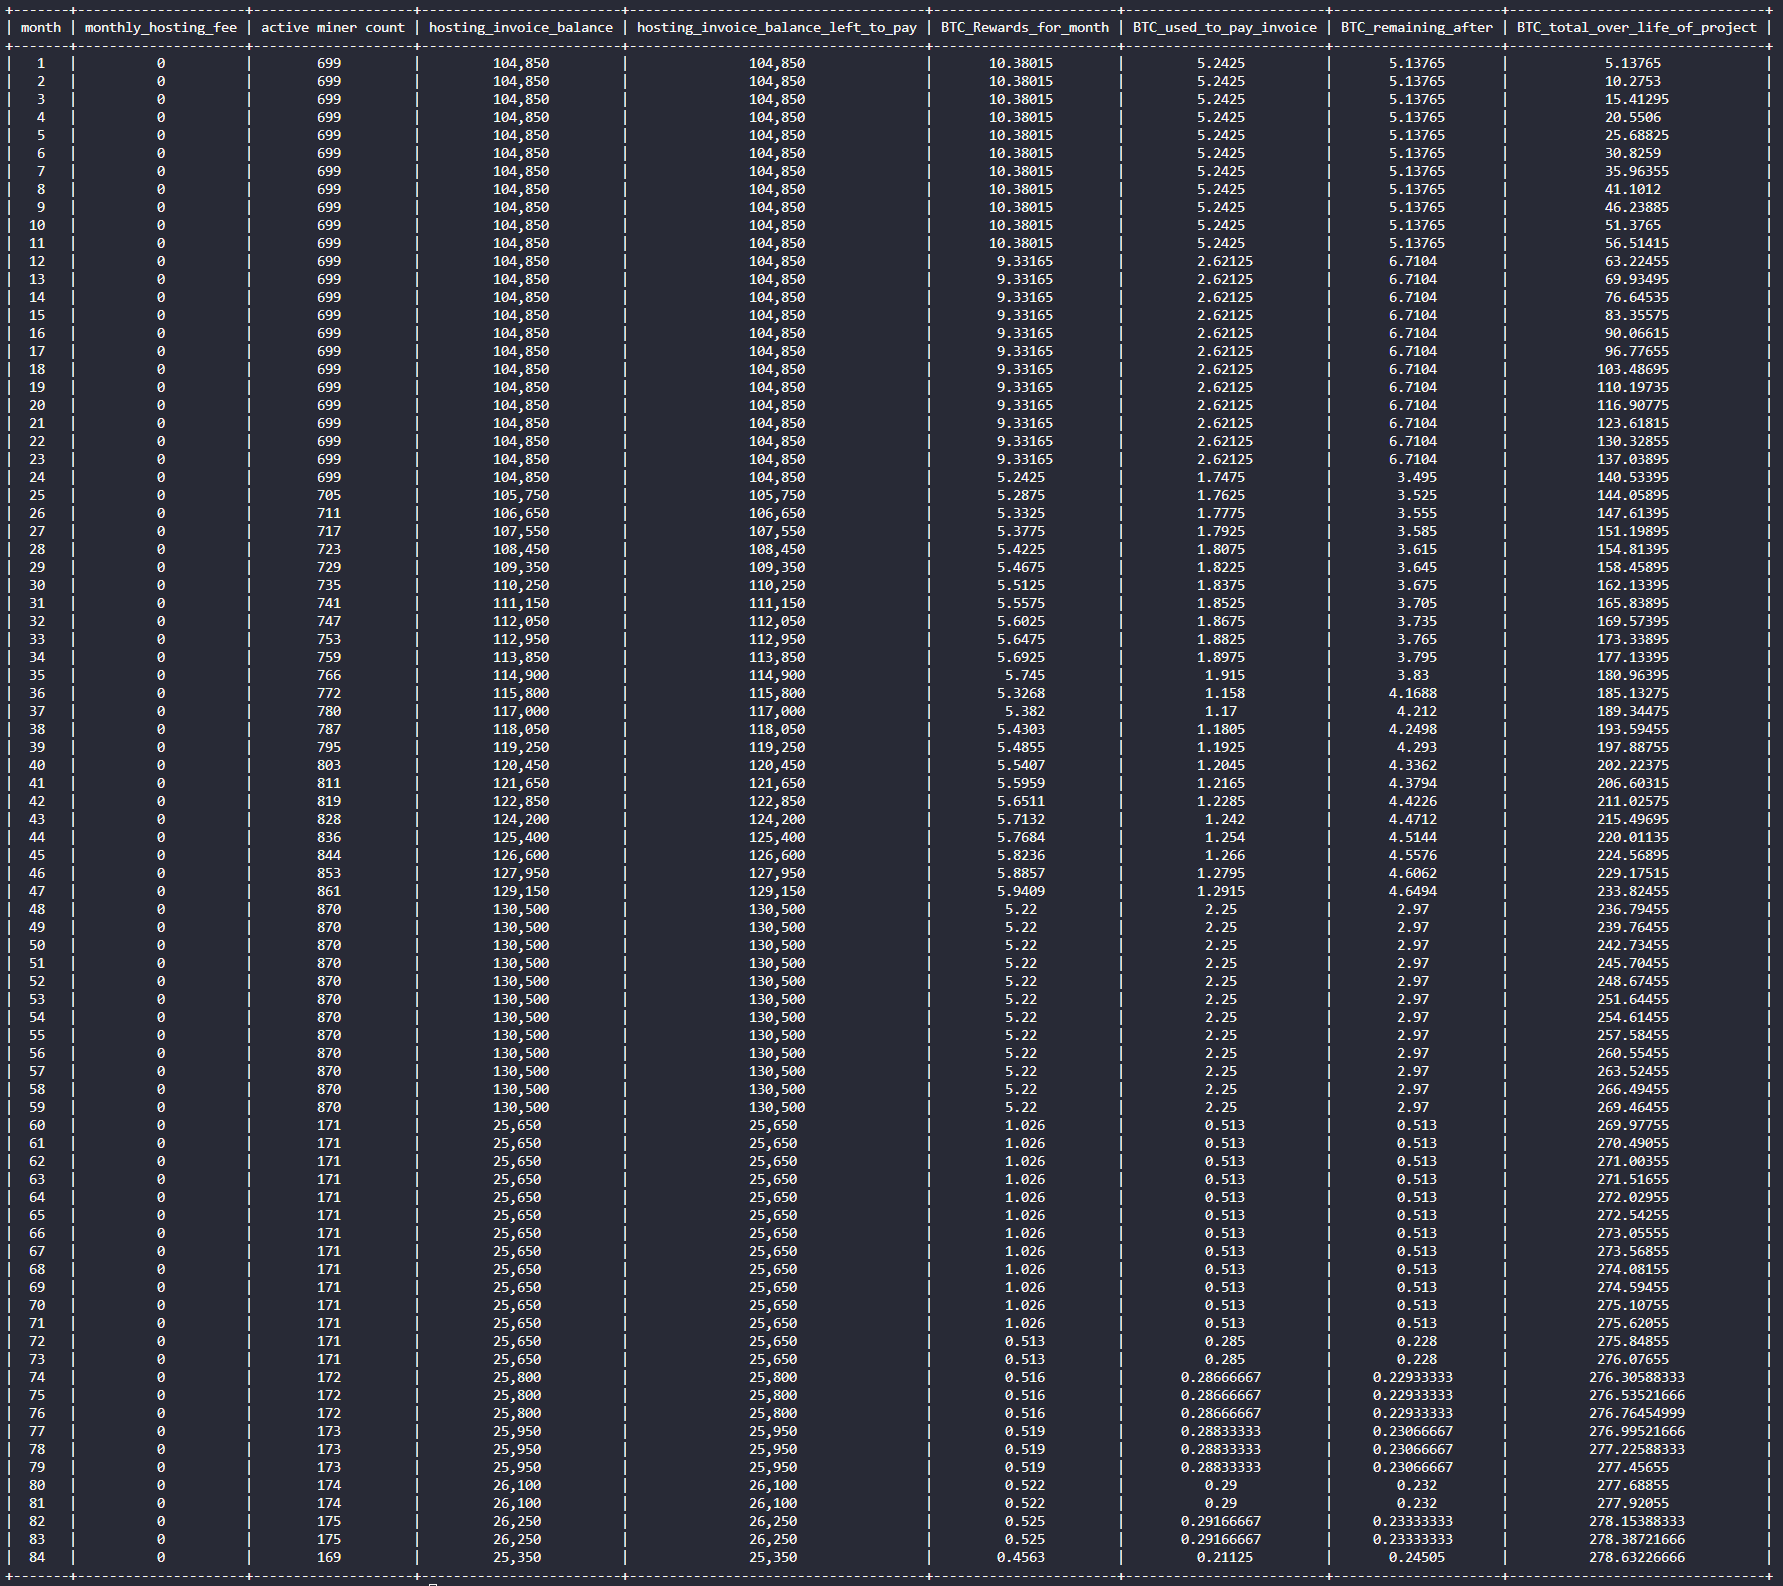 | month | monthly_hosting_fee | active miner count | hosting_invoice_balance | hosting_invoice_balance_left_to_pay | BTC_Rewards_for_month | BTC_used_to_pay_invoice | BTC_remaining_after | BTC_total_over_life_of_project |
| 1 | 0 | 699 | 104,850 | 104,850 | 10.38015 | 5.2425 | 5.13765 | 5.13765 |
| 2 | 0 | 699 | 104,850 | 104,850 | 10.38015 | 5.2425 | 5.13765 | 10.2753 |
| 3 | 0 | 699 | 104,850 | 104,850 | 10.38015 | 5.2425 | 5.13765 | 15.41295 |
| 4 | 0 | 699 | 104,850 | 104,850 | 10.38015 | 5.2425 | 5.13765 | 20.5506 |
| 5 | 0 | 699 | 104,850 | 104,850 | 10.38015 | 5.2425 | 5.13765 | 25.68825 |
| 6 | 0 | 699 | 104,850 | 104,850 | 10.38015 | 5.2425 | 5.13765 | 30.8259 |
| 7 | 0 | 699 | 104,850 | 104,850 | 10.38015 | 5.2425 | 5.13765 | 35.96355 |
| 8 | 0 | 699 | 104,850 | 104,850 | 10.38015 | 5.2425 | 5.13765 | 41.1012 |
| 9 | 0 | 699 | 104,850 | 104,850 | 10.38015 | 5.2425 | 5.13765 | 46.23885 |
| 10 | 0 | 699 | 104,850 | 104,850 | 10.38015 | 5.2425 | 5.13765 | 51.3765 |
| 11 | 0 | 699 | 104,850 | 104,850 | 10.38015 | 5.2425 | 5.13765 | 56.51415 |
| 12 | 0 | 699 | 104,850 | 104,850 | 9.33165 | 2.62125 | 6.7104 | 63.22455 |
| 13 | 0 | 699 | 104,850 | 104,850 | 9.33165 | 2.62125 | 6.7104 | 69.93495 |
| 14 | 0 | 699 | 104,850 | 104,850 | 9.33165 | 2.62125 | 6.7104 | 76.64535 |
| 15 | 0 | 699 | 104,850 | 104,850 | 9.33165 | 2.62125 | 6.7104 | 83.35575 |
| 16 | 0 | 699 | 104,850 | 104,850 | 9.33165 | 2.62125 | 6.7104 | 90.06615 |
| 17 | 0 | 699 | 104,850 | 104,850 | 9.33165 | 2.62125 | 6.7104 | 96.77655 |
| 18 | 0 | 699 | 104,850 | 104,850 | 9.33165 | 2.62125 | 6.7104 | 103.48695 |
| 19 | 0 | 699 | 104,850 | 104,850 | 9.33165 | 2.62125 | 6.7104 | 110.19735 |
| 20 | 0 | 699 | 104,850 | 104,850 | 9.33165 | 2.62125 | 6.7104 | 116.90775 |
| 21 | 0 | 699 | 104,850 | 104,850 | 9.33165 | 2.62125 | 6.7104 | 123.61815 |
| 22 | 0 | 699 | 104,850 | 104,850 | 9.33165 | 2.62125 | 6.7104 | 130.32855 |
| 23 | 0 | 699 | 104,850 | 104,850 | 9.33165 | 2.62125 | 6.7104 | 137.03895 |
| 24 | 0 | 699 | 104,850 | 104,850 | 5.2425 | 1.7475 | 3.495 | 140.53395 |
| 25 | 0 | 705 | 105,750 | 105,750 | 5.2875 | 1.7625 | 3.525 | 144.05895 |
| 26 | 0 | 711 | 106,650 | 106,650 | 5.3325 | 1.7775 | 3.555 | 147.61395 |
| 27 | 0 | 717 | 107,550 | 107,550 | 5.3775 | 1.7925 | 3.585 | 151.19895 |
| 28 | 0 | 723 | 108,450 | 108,450 | 5.4225 | 1.8075 | 3.615 | 154.81395 |
| 29 | 0 | 729 | 109,350 | 109,350 | 5.4675 | 1.8225 | 3.645 | 158.45895 |
| 30 | 0 | 735 | 110,250 | 110,250 | 5.5125 | 1.8375 | 3.675 | 162.13395 |
| 31 | 0 | 741 | 111,150 | 111,150 | 5.5575 | 1.8525 | 3.705 | 165.83895 |
| 32 | 0 | 747 | 112,050 | 112,050 | 5.6025 | 1.8675 | 3.735 | 169.57395 |
| 33 | 0 | 753 | 112,950 | 112,950 | 5.6475 | 1.8825 | 3.765 | 173.33895 |
| 34 | 0 | 759 | 113,850 | 113,850 | 5.6925 | 1.8975 | 3.795 | 177.13395 |
| 35 | 0 | 766 | 114,900 | 114,900 | 5.745 | 1.915 | 3.83 | 180.96395 |
| 36 | 0 | 772 | 115,800 | 115,800 | 5.3268 | 1.158 | 4.1688 | 185.13275 |
| 37 | 0 | 780 | 117,000 | 117,000 | 5.382 | 1.17 | 4.212 | 189.34475 |
| 38 | 0 | 787 | 118,050 | 118,050 | 5.4303 | 1.1805 | 4.2498 | 193.59455 |
| 39 | 0 | 795 | 119,250 | 119,250 | 5.4855 | 1.1925 | 4.293 | 197.88755 |
| 40 | 0 | 803 | 120,450 | 120,450 | 5.5407 | 1.2045 | 4.3362 | 202.22375 |
| 41 | 0 | 811 | 121,650 | 121,650 | 5.5959 | 1.2165 | 4.3794 | 206.60315 |
| 42 | 0 | 819 | 122,850 | 122,850 | 5.6511 | 1.2285 | 4.4226 | 211.02575 |
| 43 | 0 | 828 | 124,200 | 124,200 | 5.7132 | 1.242 | 4.4712 | 215.49695 |
| 44 | 0 | 836 | 125,400 | 125,400 | 5.7684 | 1.254 | 4.5144 | 220.01135 |
| 45 | 0 | 844 | 126,600 | 126,600 | 5.8236 | 1.266 | 4.5576 | 224.56895 |
| 46 | 0 | 853 | 127,950 | 127,950 | 5.8857 | 1.2795 | 4.6062 | 229.17515 |
| 47 | 0 | 861 | 129,150 | 129,150 | 5.9409 | 1.2915 | 4.6494 | 233.82455 |
| 48 | 0 | 870 | 130,500 | 130,500 | 5.22 | 2.25 | 2.97 | 236.79455 |
| 49 | 0 | 870 | 130,500 | 130,500 | 5.22 | 2.25 | 2.97 | 239.76455 |
| 50 | 0 | 870 | 130,500 | 130,500 | 5.22 | 2.25 | 2.97 | 242.73455 |
| 51 | 0 | 870 | 130,500 | 130,500 | 5.22 | 2.25 | 2.97 | 245.70455 |
| 52 | 0 | 870 | 130,500 | 130,500 | 5.22 | 2.25 | 2.97 | 248.67455 |
| 53 | 0 | 870 | 130,500 | 130,500 | 5.22 | 2.25 | 2.97 | 251.64455 |
| 54 | 0 | 870 | 130,500 | 130,500 | 5.22 | 2.25 | 2.97 | 254.61455 |
| 55 | 0 | 870 | 130,500 | 130,500 | 5.22 | 2.25 | 2.97 | 257.58455 |
| 56 | 0 | 870 | 130,500 | 130,500 | 5.22 | 2.25 | 2.97 | 260.55455 |
| 57 | 0 | 870 | 130,500 | 130,500 | 5.22 | 2.25 | 2.97 | 263.52455 |
| 58 | 0 | 870 | 130,500 | 130,500 | 5.22 | 2.25 | 2.97 | 266.49455 |
| 59 | 0 | 870 | 130,500 | 130,500 | 5.22 | 2.25 | 2.97 | 269.46455 |
| 60 | 0 | 171 | 25,650 | 25,650 | 1.026 | 0.513 | 0.513 | 269.97755 |
| 61 | 0 | 171 | 25,650 | 25,650 | 1.026 | 0.513 | 0.513 | 270.49055 |
| 62 | 0 | 171 | 25,650 | 25,650 | 1.026 | 0.513 | 0.513 | 271.00355 |
| 63 | 0 | 171 | 25,650 | 25,650 | 1.026 | 0.513 | 0.513 | 271.51655 |
| 64 | 0 | 171 | 25,650 | 25,650 | 1.026 | 0.513 | 0.513 | 272.02955 |
| 65 | 0 | 171 | 25,650 | 25,650 | 1.026 | 0.513 | 0.513 | 272.54255 |
| 66 | 0 | 171 | 25,650 | 25,650 | 1.026 | 0.513 | 0.513 | 273.05555 |
| 67 | 0 | 171 | 25,650 | 25,650 | 1.026 | 0.513 | 0.513 | 273.56855 |
| 68 | 0 | 171 | 25,650 | 25,650 | 1.026 | 0.513 | 0.513 | 274.08155 |
| 69 | 0 | 171 | 25,650 | 25,650 | 1.026 | 0.513 | 0.513 | 274.59455 |
| 70 | 0 | 171 | 25,650 | 25,650 | 1.026 | 0.513 | 0.513 | 275.10755 |
| 71 | 0 | 171 | 25,650 | 25,650 | 1.026 | 0.513 | 0.513 | 275.62055 |
| 72 | 0 | 171 | 25,650 | 25,650 | 0.513 | 0.285 | 0.228 | 275.84855 |
| 73 | 0 | 171 | 25,650 | 25,650 | 0.513 | 0.285 | 0.228 | 276.07655 |
| 74 | 0 | 172 | 25,800 | 25,800 | 0.516 | 0.28666667 | 0.22933333 | 276.30588333 |
| 75 | 0 | 172 | 25,800 | 25,800 | 0.516 | 0.28666667 | 0.22933333 | 276.53521666 |
| 76 | 0 | 172 | 25,800 | 25,800 | 0.516 | 0.28666667 | 0.22933333 | 276.76454999 |
| 77 | 0 | 173 | 25,950 | 25,950 | 0.519 | 0.28833333 | 0.23066667 | 276.99521666 |
| 78 | 0 | 173 | 25,950 | 25,950 | 0.519 | 0.28833333 | 0.23066667 | 277.22588333 |
| 79 | 0 | 173 | 25,950 | 25,950 | 0.519 | 0.28833333 | 0.23066667 | 277.45655 |
| 80 | 0 | 174 | 26,100 | 26,100 | 0.522 | 0.29 | 0.232 | 277.68855 |
| 81 | 0 | 174 | 26,100 | 26,100 | 0.522 | 0.29 | 0.232 | 277.92055 |
| 82 | 0 | 175 | 26,250 | 26,250 | 0.525 | 0.29166667 | 0.23333333 | 278.15388333 |
| 83 | 0 | 175 | 26,250 | 26,250 | 0.525 | 0.29166667 | 0.23333333 | 278.38721666 |
| 84 | 0 | 169 | 25,350 | 25,350 | 0.4563 | 0.21125 | 0.24505 | 278.63226666 |